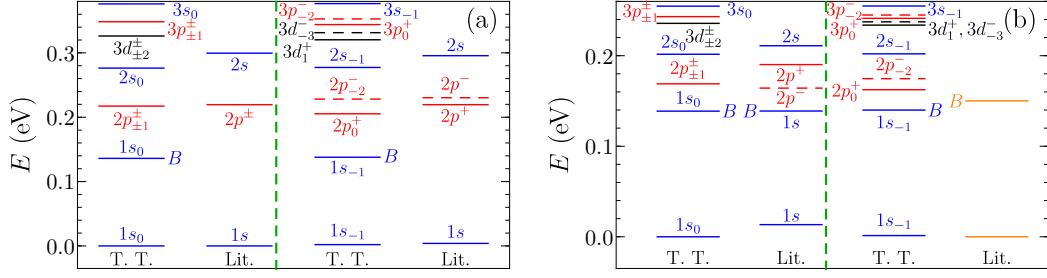 (a)
E (eV)
0.3
0.2
0.1
0.0
3s₀
3p±₊₁
3d±₊₂
2s₀
2p±₊₁
1s₀
B
1s₀
T. T.
2s
2p±
1s
Lit.
3p⁻₋₂
3s₋₁
3d⁻₋₃
3p⁺₀
3d⁺₁
2s₋₁
2p⁻₋₂
2p⁺₀
B
1s₋₁
1s₋₁
T. T.
2s
2p⁻
2p⁺
1s
Lit.
(b)
E (eV)
0.2
0.1
0.0
3p±₊₁
3s₀
3d±₊₂
2s₀
2p±₊₁
1s₀
B
1s₀
T. T.
2s
2p⁺
2p⁻
B
1s
1s
Lit.
3p⁻₋₂
3s₋₁
3p⁺₀
3d⁺₁, 3d⁻₋₃
2s₋₁
2p⁻₋₂
2p⁺₀
B
1s₋₁
1s₋₁
T. T.
B
Lit.